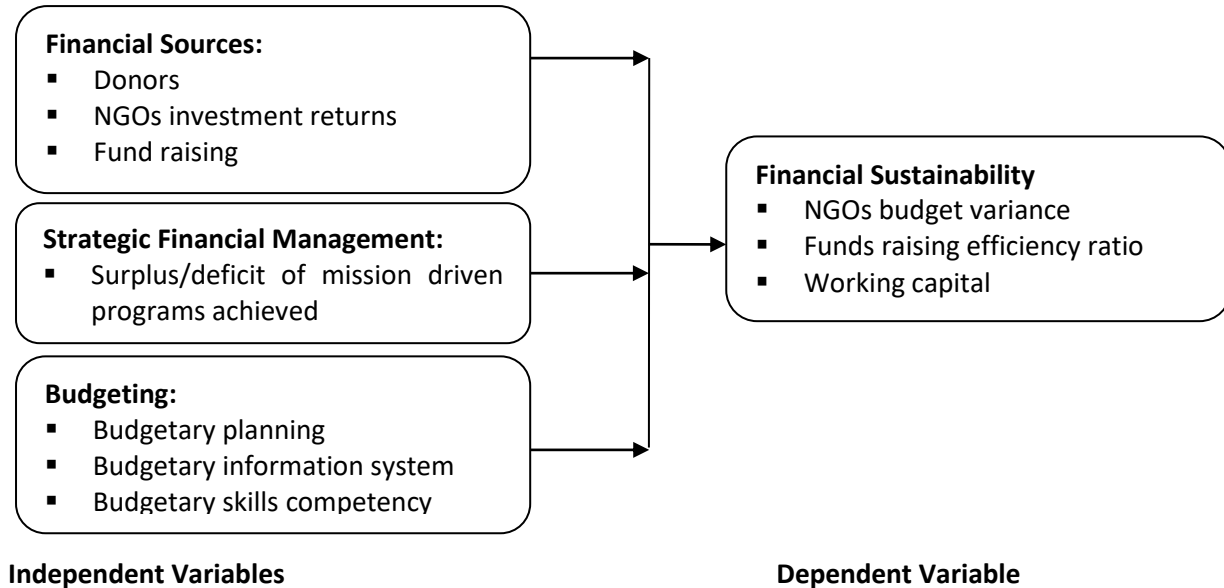 Financial Sources:
▪ Donors
▪ NGOs investment returns
▪ Fund raising
Strategic Financial Management:
▪ Surplus/deficit of mission driven
programs achieved
Budgeting:
▪ Budgetary planning
▪ Budgetary information system
▪ Budgetary skills competency
Financial Sustainability
▪ NGOs budget variance
▪ Funds raising efficiency ratio
▪ Working capital
Independent Variables
Dependent Variable